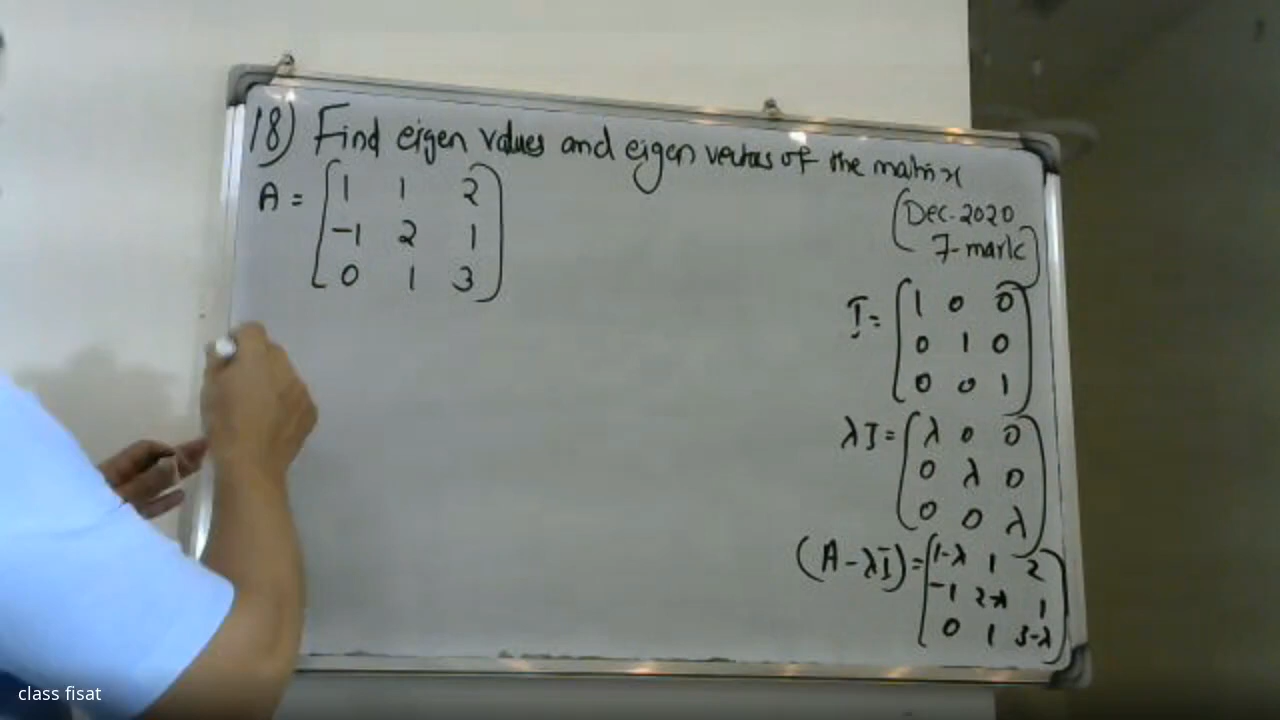 18) Find eigen values and eigen vectors of the matrix
(Dec-2020
7-mark)
A = [1 1 2
-1 2 1
0 1 3]
I = [1 0 0
0 1 0
0 0 1]
λI = [λ 0 0
0 λ 0
0 0 λ]
(A-λI) = [1-λ 1 2
-1 2-λ 1
0 1 3-λ]
class fisat